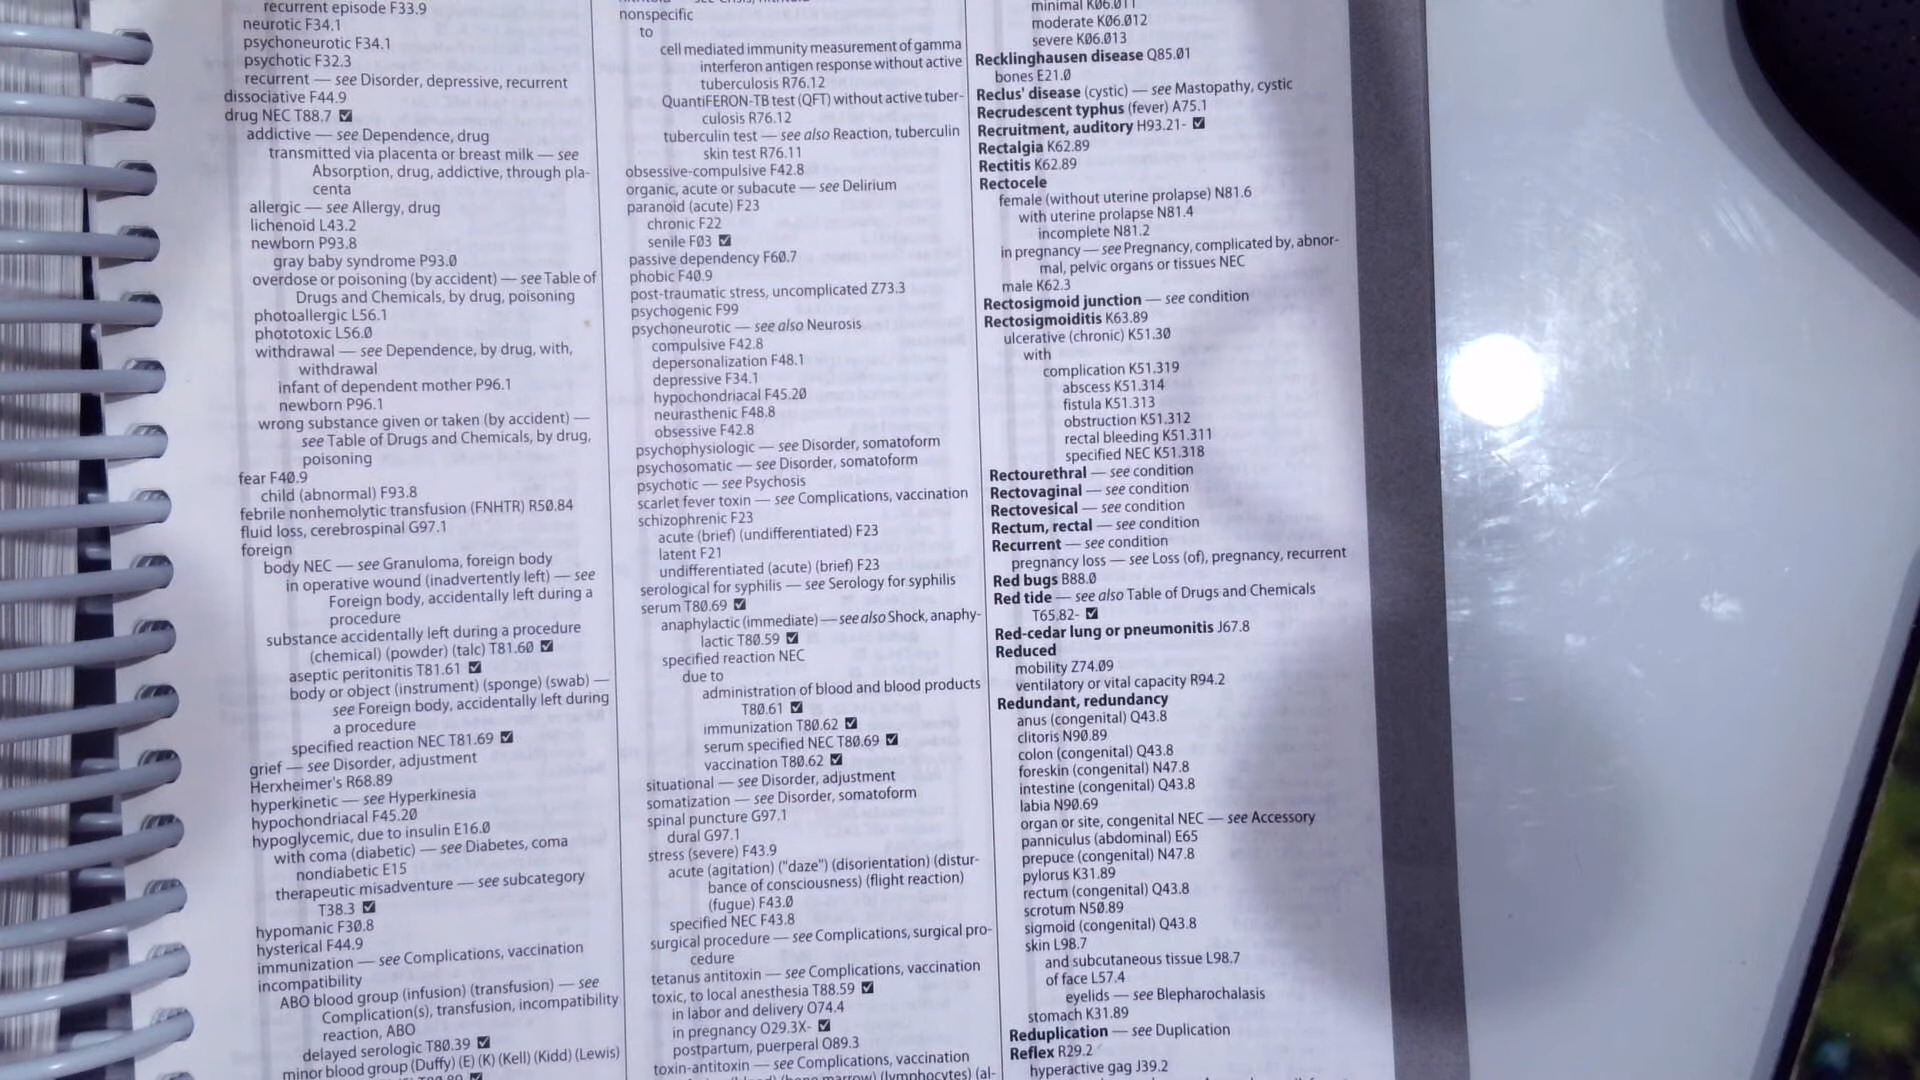 recurrent episode F33.9
neurotic F34.1
psychoneurotic F34.1
psychotic F32.3
recurrent — see Disorder, depressive, recurrent
dissociative F44.9
drug NEC T88.7 ☑
addictive — see Dependence, drug
transmitted via placenta or breast milk — see
Absorption, drug, addictive, through pla-
centa
allergic — see Allergy, drug
lichenoid L43.2
newborn P93.8
gray baby syndrome P93.0
overdose or poisoning (by accident) — see Table of
Drugs and Chemicals, by drug, poisoning
photoallergic L56.1
phototoxic L56.0
withdrawal — see Dependence, by drug, with,
withdrawal
infant of dependent mother P96.1
newborn P96.1
wrong substance given or taken (by accident) —
see Table of Drugs and Chemicals, by drug,
poisoning
fear F40.9
child (abnormal) F93.8
febrile nonhemolytic transfusion (FNHTR) R50.84
fluid loss, cerebrospinal G97.1
foreign
body NEC — see Granuloma, foreign body
in operative wound (inadvertently left) — see
Foreign body, accidentally left during a
procedure
substance accidentally left during a procedure
(chemical) (powder) (talc) T81.60 ☑
aseptic peritonitis T81.61 ☑
body or object (instrument) (sponge) (swab) —
see Foreign body, accidentally left during
a procedure
specified reaction NEC T81.69 ☑
grief — see Disorder, adjustment
Herxheimer's R68.89
hyperkinetic — see Hyperkinesia
hypochondriacal F45.20
hypoglycemic, due to insulin E16.0
with coma (diabetic) — see Diabetes, coma
nondiabetic E15
therapeutic misadventure — see subcategory
T38.3 ☑
hypomanic F30.8
hysterical F44.9
immunization — see Complications, vaccination
incompatibility
ABO blood group (infusion) (transfusion) — see
Complication(s), transfusion, incompatibility
reaction, ABO
delayed serologic T80.39 ☑
minor blood group (Duffy) (E) (K) (Kell) (Kidd) (Lewis)
nonspecific
to
cell mediated immunity measurement of gamma
interferon antigen response without active
tuberculosis R76.12
QuantiFERON-TB test (QFT) without active tuber-
culosis R76.12
tuberculin test — see also Reaction, tuberculin
skin test R76.11
obsessive-compulsive F42.8
organic, acute or subacute — see Delirium
paranoid (acute) F23
chronic F22
senile F03 ☑
passive dependency F60.7
phobic F40.9
post-traumatic stress, uncomplicated Z73.3
psychogenic F99
psychoneurotic — see also Neurosis
compulsive F42.8
depersonalization F48.1
depressive F34.1
hypochondriacal F45.20
neurasthenic F48.8
obsessive F42.8
psychophysiologic — see Disorder, somatoform
psychosomatic — see Disorder, somatoform
psychotic — see Psychosis
scarlet fever toxin — see Complications, vaccination
schizophrenic F23
acute (brief) (undifferentiated) F23
latent F21
undifferentiated (acute) (brief) F23
serological for syphilis — see Serology for syphilis
serum T80.69 ☑
anaphylactic (immediate) — see also Shock, anaphy-
lactic T80.59 ☑
specified reaction NEC
due to
administration of blood and blood products
T80.61 ☑
immunization T80.62 ☑
serum specified NEC T80.69 ☑
vaccination T80.62 ☑
situational — see Disorder, adjustment
somatization — see Disorder, somatoform
spinal puncture G97.1
dural G97.1
stress (severe) F43.9
acute (agitation) ("daze") (disorientation) (distur-
bance of consciousness) (flight reaction)
(fugue) F43.0
specified NEC F43.8
surgical procedure — see Complications, surgical pro-
cedure
tetanus antitoxin — see Complications, vaccination
toxic, to local anesthesia T88.59 ☑
in labor and delivery O74.4
in pregnancy O29.3X- ☑
postpartum, puerperal O89.3
toxin-antitoxin — see Complications, vaccination
minimal K06.011
moderate K06.012
severe K06.013
Recklinghausen disease Q85.01
bones E21.0
Reclus' disease (cystic) — see Mastopathy, cystic
Recrudescent typhus (fever) A75.1
Recruitment, auditory H93.21- ☑
Rectalgia K62.89
Rectitis K62.89
Rectocele
female (without uterine prolapse) N81.6
with uterine prolapse N81.4
incomplete N81.2
in pregnancy — see Pregnancy, complicated by, abnor-
mal, pelvic organs or tissues NEC
male K62.3
Rectosigmoid junction — see condition
Rectosigmoiditis K63.89
ulcerative (chronic) K51.30
with
complication K51.319
abscess K51.314
fistula K51.313
obstruction K51.312
rectal bleeding K51.311
specified NEC K51.318
Rectourethral — see condition
Rectovaginal — see condition
Rectovesical — see condition
Rectum, rectal — see condition
Recurrent — see condition
pregnancy loss — see Loss (of), pregnancy, recurrent
Red bugs B88.0
Red tide — see also Table of Drugs and Chemicals
T65.82- ☑
Red-cedar lung or pneumonitis J67.8
Reduced
mobility Z74.09
ventilatory or vital capacity R94.2
Redundant, redundancy
anus (congenital) Q43.8
clitoris N90.89
colon (congenital) Q43.8
foreskin (congenital) N47.8
intestine (congenital) Q43.8
labia N90.69
organ or site, congenital NEC — see Accessory
panniculus (abdominal) E65
prepuce (congenital) N47.8
pylorus K31.89
rectum (congenital) Q43.8
scrotum N50.89
sigmoid (congenital) Q43.8
skin L98.7
and subcutaneous tissue L98.7
of face L57.4
eyelids — see Blepharochalasis
stomach K31.89
Reduplication — see Duplication
Reflex R29.2
hyperactive gag J39.2